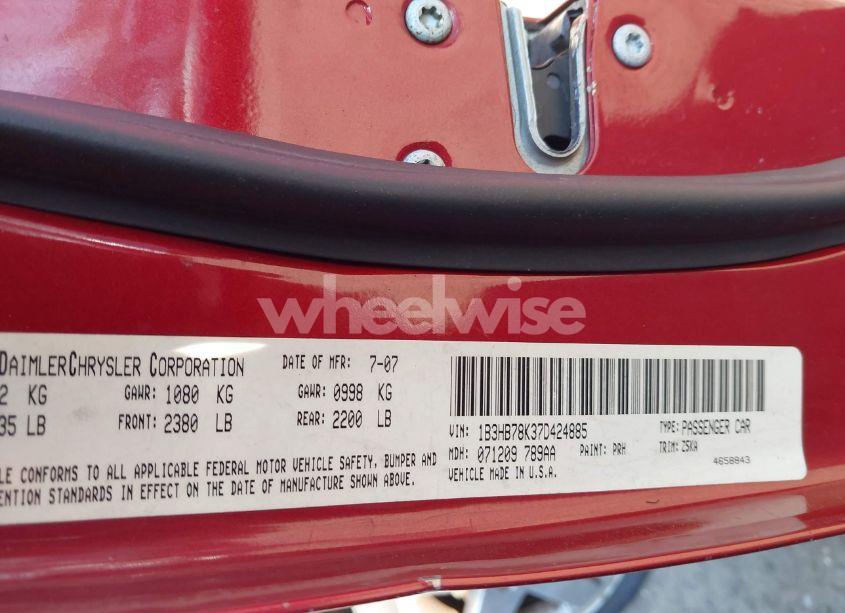 wheelwise
DAIMLERCHRYSLER CORPORATION DATE OF MFR: 7-07
2 KG GAWR: 1080 KG GAWR: 0998 KG
35 LB FRONT: 2380 LB REAR: 2200 LB
VIN: 1B3HB78K37D424885 TYPE: PASSENGER CAR
MDH: 071209 789AA PAINT: PRH TRIM: Z5KA
VEHICLE MADE IN U.S.A. 4658843
LE CONFORMS TO ALL APPLICABLE FEDERAL MOTOR VEHICLE SAFETY, BUMPER AND
ENTION STANDARDS IN EFFECT ON THE DATE OF MANUFACTURE SHOWN ABOVE.